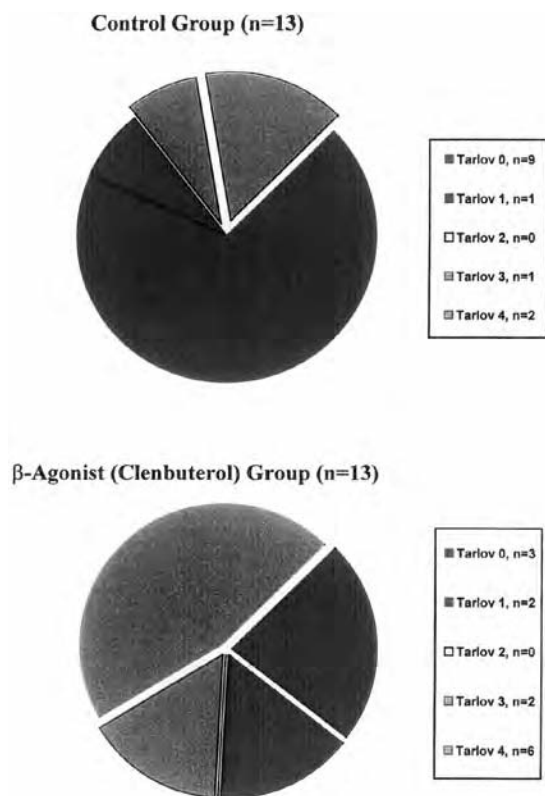 Control Group (n=13)
Tarlov 0, n=9
Tarlov 1, n=1
Tarlov 2, n=0
Tarlov 3, n=1
Tarlov 4, n=2
β-Agonist (Clenbuterol) Group (n=13)
Tarlov 0, n=3
Tarlov 1, n=2
Tarlov 2, n=0
Tarlov 3, n=2
Tarlov 4, n=6